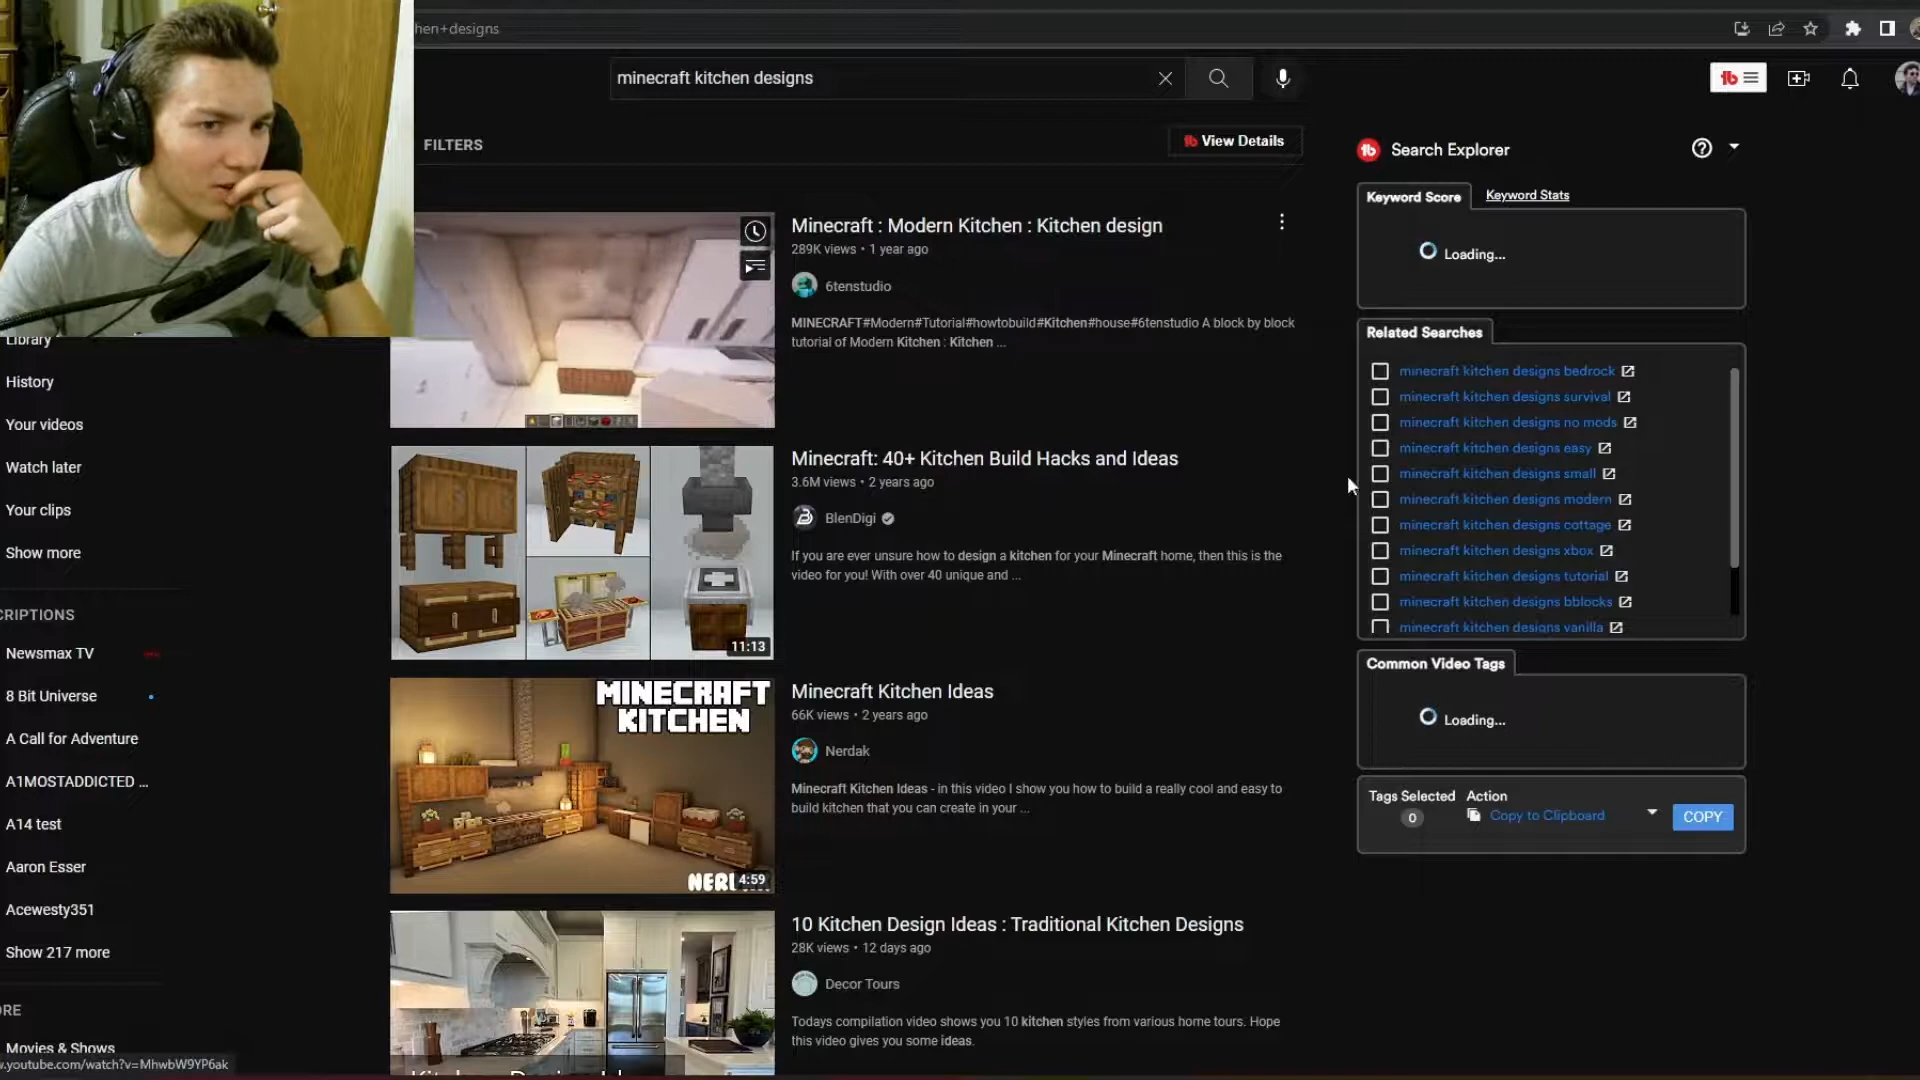 hen+designs
minecraft kitchen designs
FILTERS
View Details
Search Explorer
Keyword Score
Keyword Stats
Loading...
Minecraft : Modern Kitchen : Kitchen design
289K views • 1 year ago
6tenstudio
MINECRAFT#Modern#Tutorial#howtobuild#Kitchen#house#6tenstudio A block by block
tutorial of Modern Kitchen : Kitchen ...
Related Searches
minecraft kitchen designs bedrock
minecraft kitchen designs survival
minecraft kitchen designs no mods
minecraft kitchen designs easy
minecraft kitchen designs small
minecraft kitchen designs modern
minecraft kitchen designs cottage
minecraft kitchen designs xbox
minecraft kitchen designs tutorial
minecraft kitchen designs bblocks
minecraft kitchen designs vanilla
Library
History
Your videos
Watch later
Your clips
Show more
CRIPTIONS
Newsmax TV
8 Bit Universe
A Call for Adventure
A1MOSTADDICTED ...
A14 test
Aaron Esser
Acewesty351
Show 217 more
RE
Movies & Shows
w.youtube.com/watch?v=MhwbW9YP6ak
Minecraft: 40+ Kitchen Build Hacks and Ideas
3.6M views • 2 years ago
BlenDigi
If you are ever unsure how to design a kitchen for your Minecraft home, then this is the
video for you! With over 40 unique and ...
11:13
MINECRAFT
KITCHEN
4:59
Minecraft Kitchen Ideas
66K views • 2 years ago
Nerdak
Minecraft Kitchen Ideas - in this video I show you how to build a really cool and easy to
build kitchen that you can create in your ...
Common Video Tags
Loading...
Tags Selected
0
Action
Copy to Clipboard
COPY
10 Kitchen Design Ideas : Traditional Kitchen Designs
28K views • 12 days ago
Decor Tours
Todays compilation video shows you 10 kitchen styles from various home tours. Hope
this video gives you some ideas.